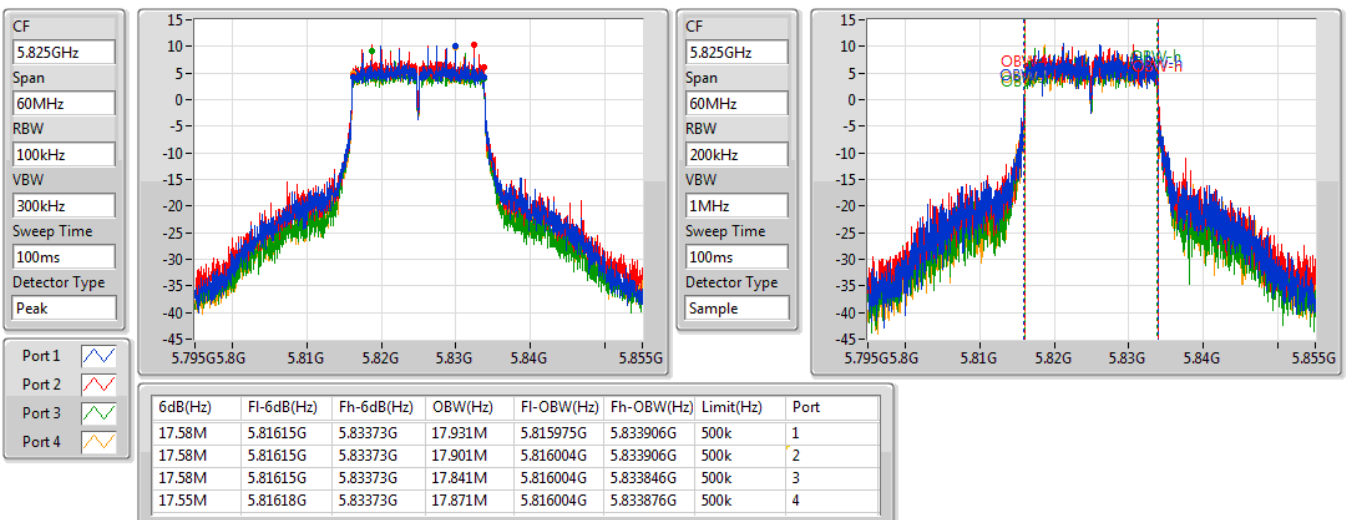 CF
5.825GHz
Span
60MHz
RBW
100kHz
VBW
300kHz
Sweep Time
100ms
Detector Type
Peak
15
10
5
0
-5
-10
-15
-20
-25
-30
-35
-40
-45
5.795G 5.8G 5.81G 5.82G 5.83G 5.84G 5.855G
CF
5.825GHz
Span
60MHz
RBW
200kHz
VBW
1MHz
Sweep Time
100ms
Detector Type
Sample
15
10
5
0
-5
-10
-15
-20
-25
-30
-35
-40
-45
OBW-h
5.795G 5.8G 5.81G 5.82G 5.83G 5.84G 5.855G
Port 1
Port 2
Port 3
Port 4
6dB(Hz) Fl-6dB(Hz) Fh-6dB(Hz) OBW(Hz) Fl-OBW(Hz) Fh-OBW(Hz) Limit(Hz) Port
17.58M 5.81615G 5.83373G 17.931M 5.815975G 5.833906G 500k 1
17.58M 5.81615G 5.83373G 17.901M 5.816004G 5.833906G 500k 2
17.58M 5.81615G 5.83373G 17.841M 5.816004G 5.833846G 500k 3
17.55M 5.81618G 5.83373G 17.871M 5.816004G 5.833876G 500k 4